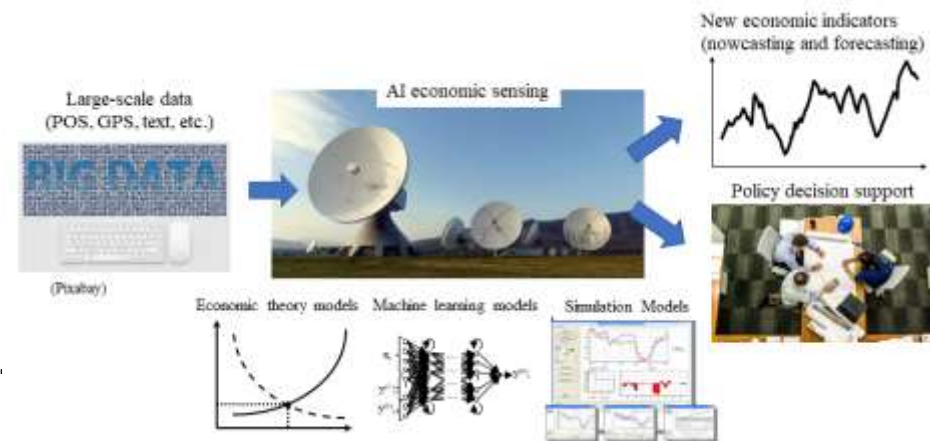 Large-scale data
(POS, GPS, text, etc.)
BIG DATA
(Pixabay)
AI economic sensing
New economic indicators
(nowcasting and forecasting)
Policy decision support
Economic theory models
Machine learning models
Simulation Models